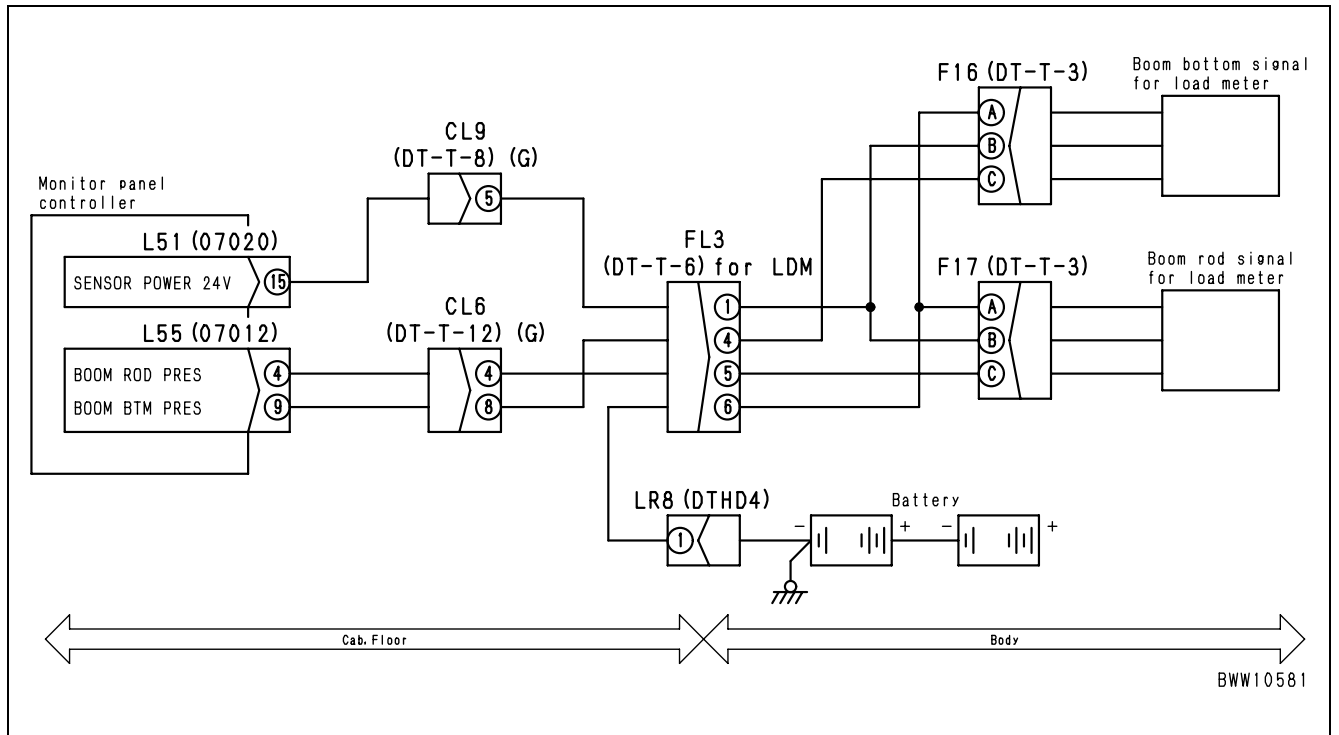 F16 (DT-T-3)
Boom bottom signal
for load meter
A
B
C
CL9
(DT-T-8) (G)
5
Monitor panel
controller
L51 (07020)
SENSOR POWER 24V
15
L55 (07012)
BOOM ROD PRES
4
BOOM BTM PRES
9
CL6
(DT-T-12) (G)
4
8
FL3
(DT-T-6) for LDM
1
4
5
6
F17 (DT-T-3)
Boom rod signal
for load meter
A
B
C
LR8 (DTHD4)
1
Battery
- + - +
Cab. Floor
Body
BWW10581